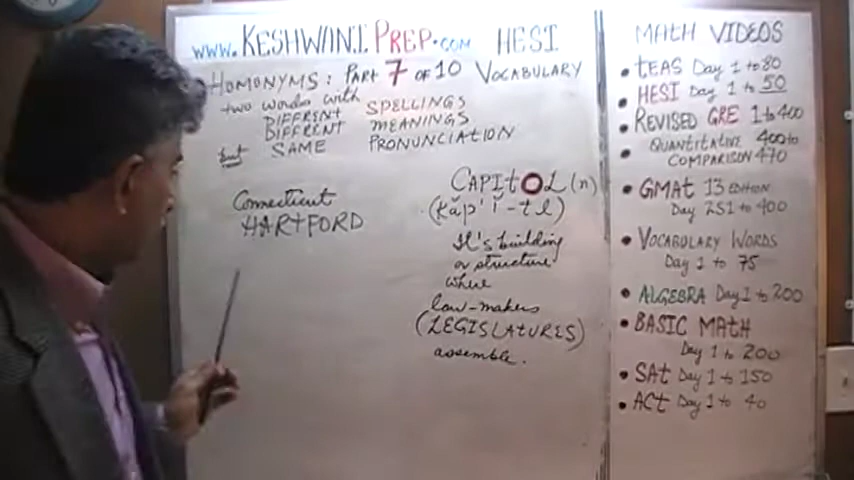 www.KESHWANI PREP.com HESI
HOMONYMS: PART 7 OF 10 VOCABULARY
two words with
DIFFERENT SPELLINGS
DIFFERENT MEANINGS
but SAME PRONUNCIATION
Connecticut
HARTFORD
CAPITOL (n)
(kăp'ĭ-tl)
It's building
or structure
where
law-makers
(LEGISLATURES)
assemble.
MATH VIDEOS
• TEAS Day 1 to 80
• HESI Day 1 to 50
• REVISED GRE 1 to 400
• QUANTITATIVE 400 to
COMPARISON 470
• GMAT 13 EDITION
Day 251 to 400
• VOCABULARY WORDS
Day 1 to 75
• ALGEBRA Day 1 to 200
• BASIC MATH
Day 1 to 200
• SAT Day 1 to 150
• ACT Day 1 to 40